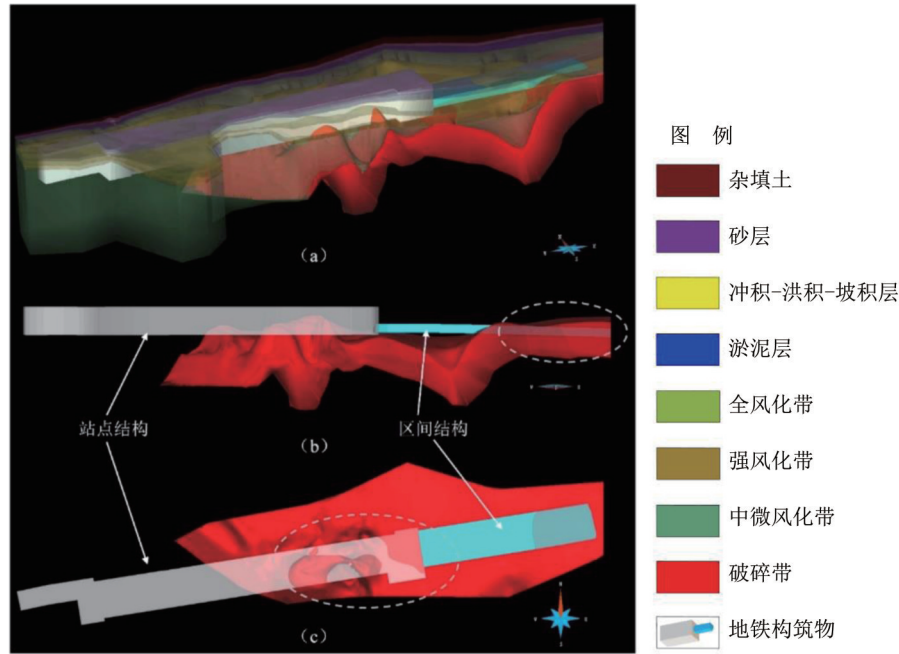 (a)
站点结构
区间结构
(b)
(c)
图 例
杂填土
砂层
冲积-洪积-坡积层
淤泥层
全风化带
强风化带
中微风化带
破碎带
地铁构筑物